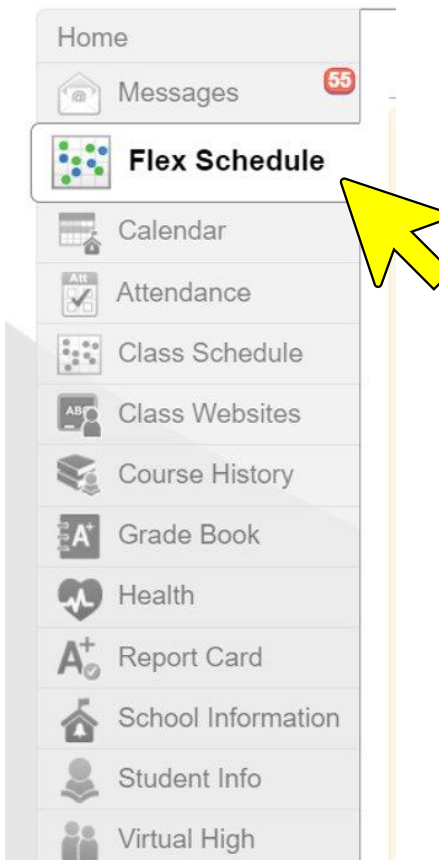 Home
Messages 55
Flex Schedule
Calendar
Att
Attendance
Class Schedule
ABC
Class Websites
Course History
A+
Grade Book
Health
A+
Report Card
School Information
Student Info
Virtual High